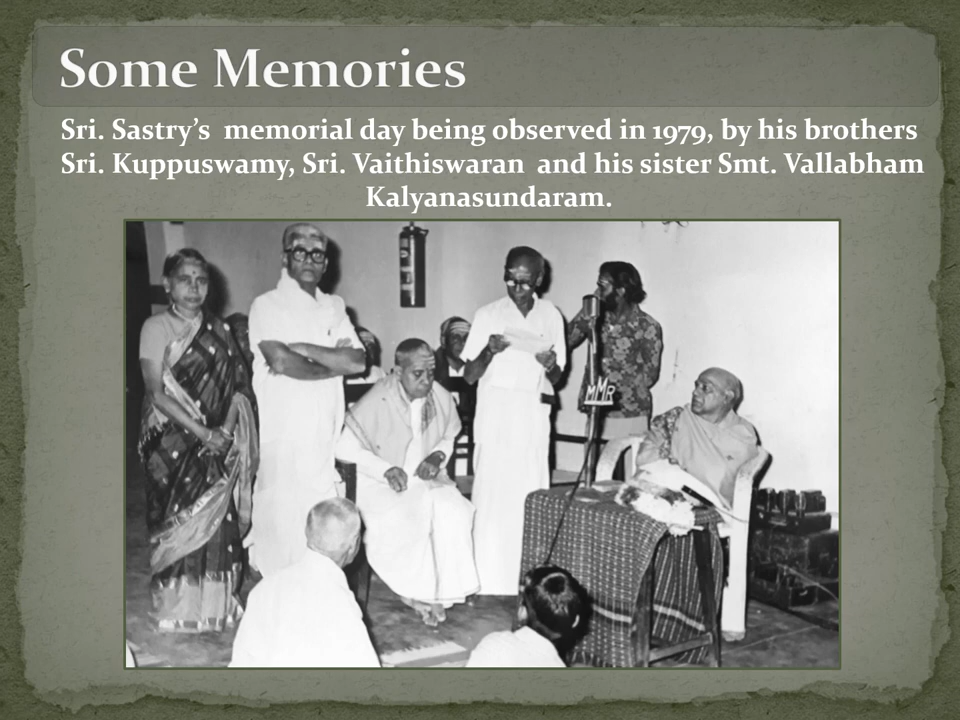 Some Memories
Sri. Sastry’s memorial day being observed in 1979, by his brothers
Sri. Kuppuswamy, Sri. Vaithiswaran and his sister Smt. Vallabham
Kalyanasundaram.
MMR